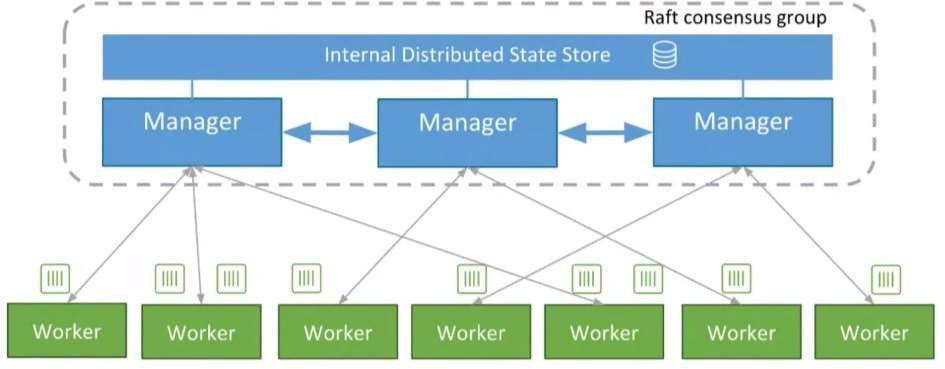 Raft consensus group
Internal Distributed State Store
Manager
Manager
Manager
Worker
Worker
Worker
Worker
Worker
Worker
Worker